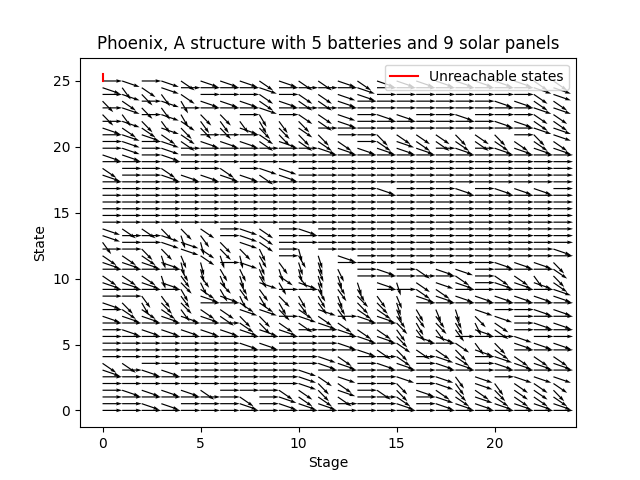 Phoenix, A structure with 5 batteries and 9 solar panels
Unreachable states
25
20
15
10
5
0
State
0 5 10 15 20
Stage